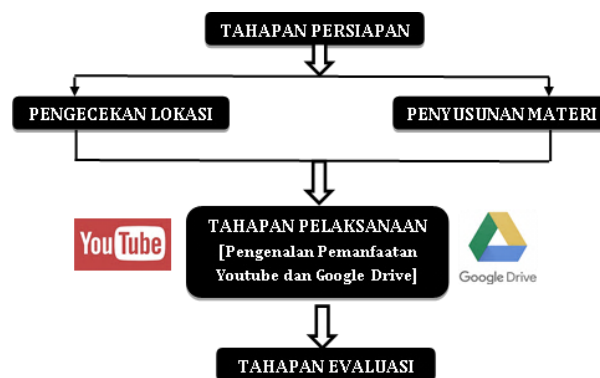 TAHAPAN PERSIAPAN
PENGECEKAN LOKASI
PENYUSUNAN MATERI
YouTube
TAHAPAN PELAKSANAAN
[Pengenalan Pemanfaatan
Youtube dan Google Drive]
Google Drive
TAHAPAN EVALUASI